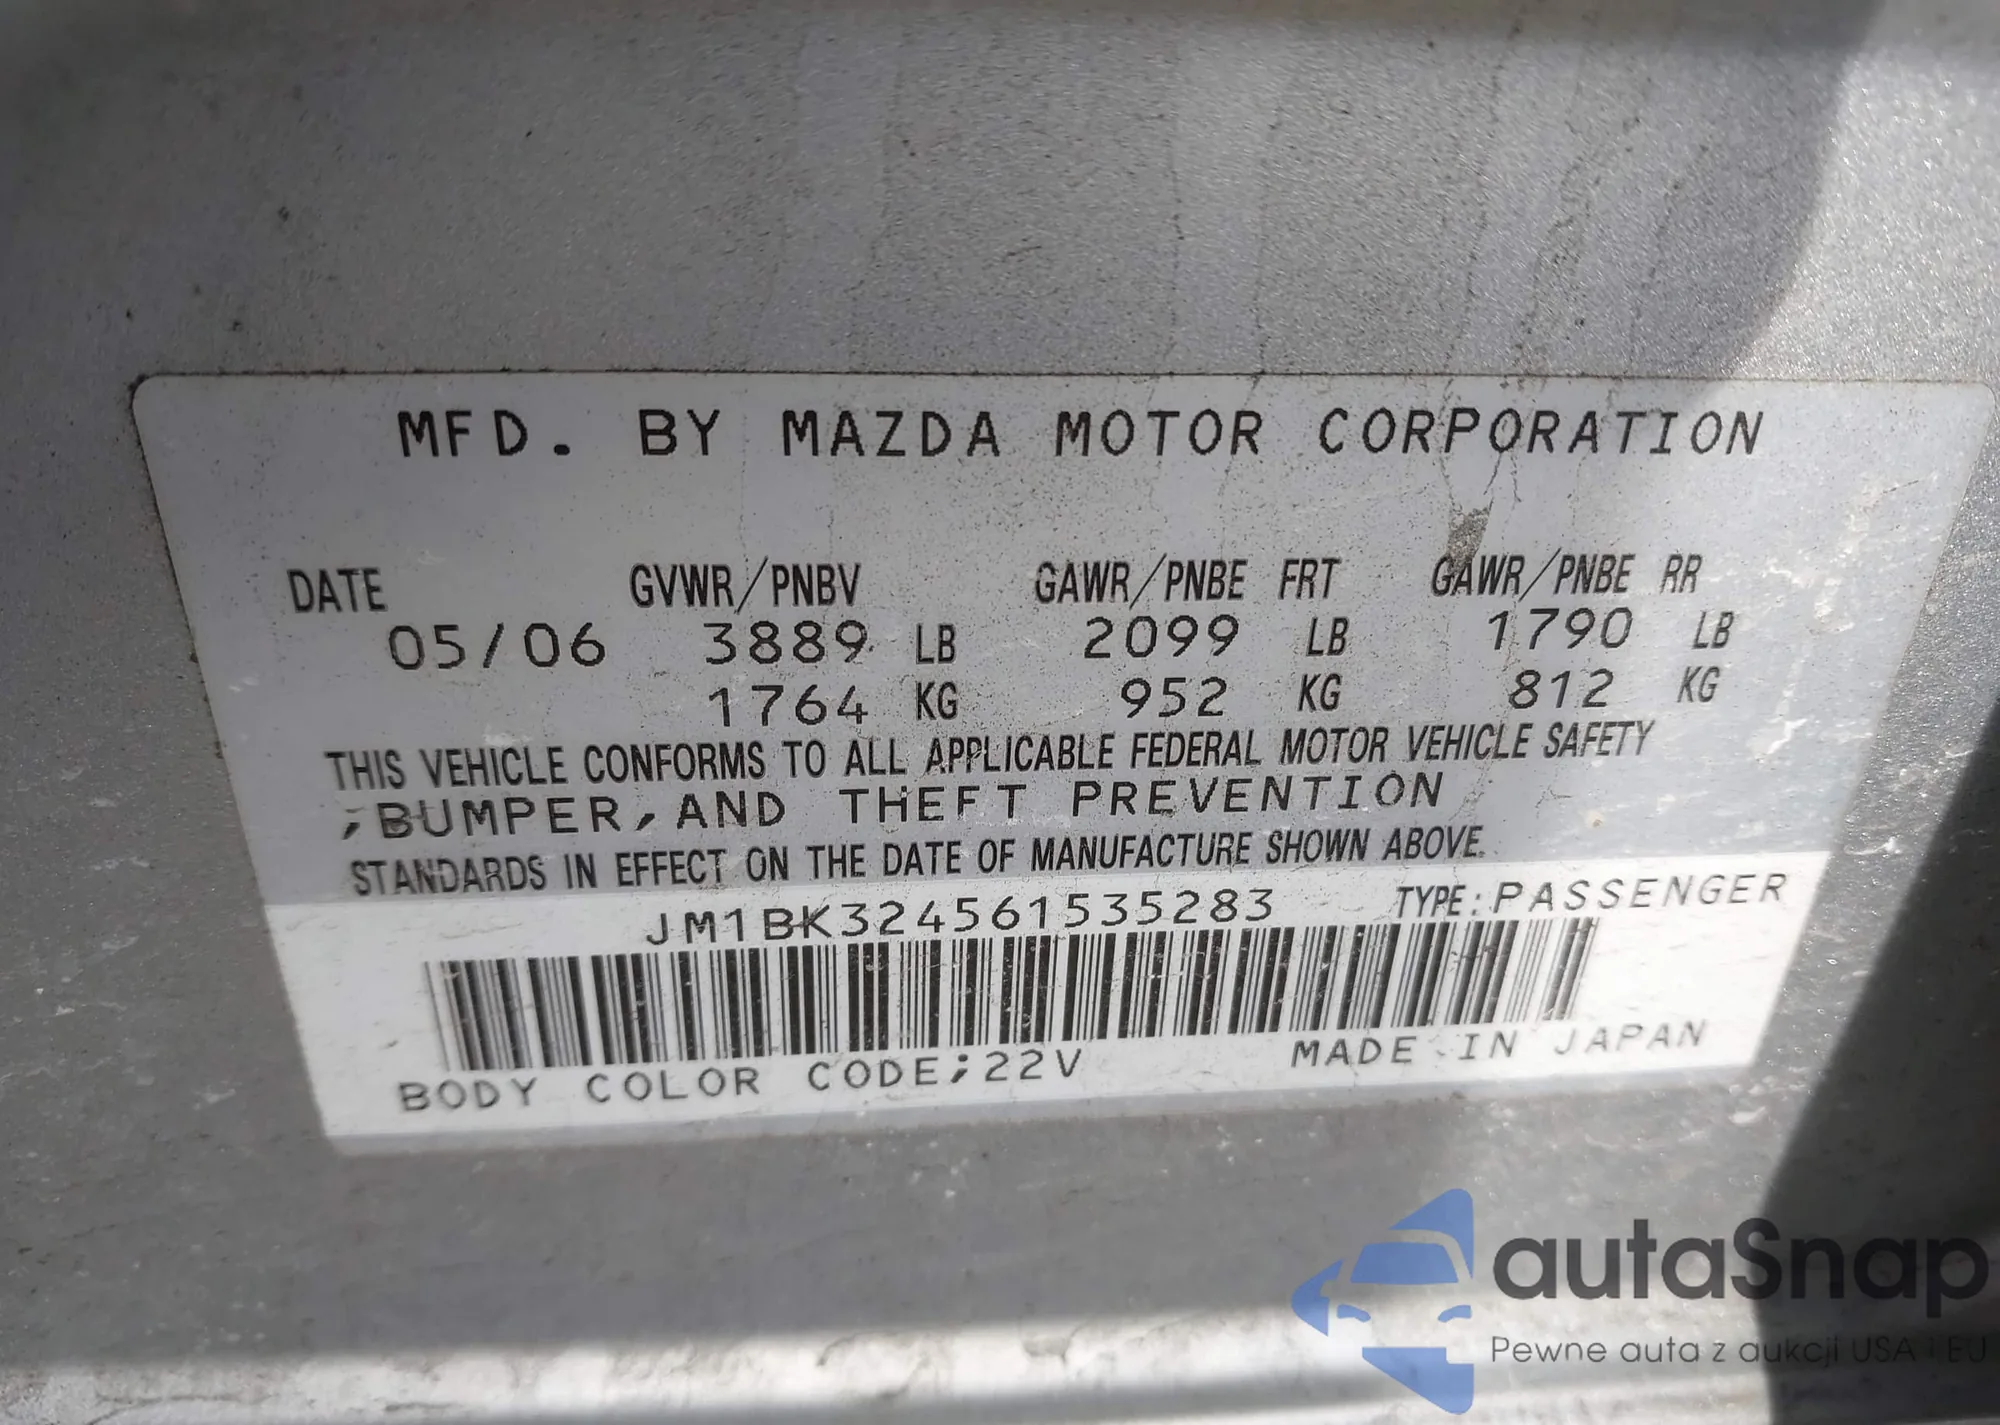 MFD. BY MAZDA MOTOR CORPORATION
DATE GVWR/PNBV GAWR/PNBE FRT GAWR/PNBE RR
05/06 3889 LB 2099 LB 1790 LB
1764 KG 952 KG 812 KG
THIS VEHICLE CONFORMS TO ALL APPLICABLE FEDERAL MOTOR VEHICLE SAFETY
;BUMPER,AND THEFT PREVENTION
STANDARDS IN EFFECT ON THE DATE OF MANUFACTURE SHOWN ABOVE.
JM1BK324561535283 TYPE:PASSENGER
BODY COLOR CODE;22V MADE IN JAPAN
autaSnap
Pewne auta z aukcji USA i EU